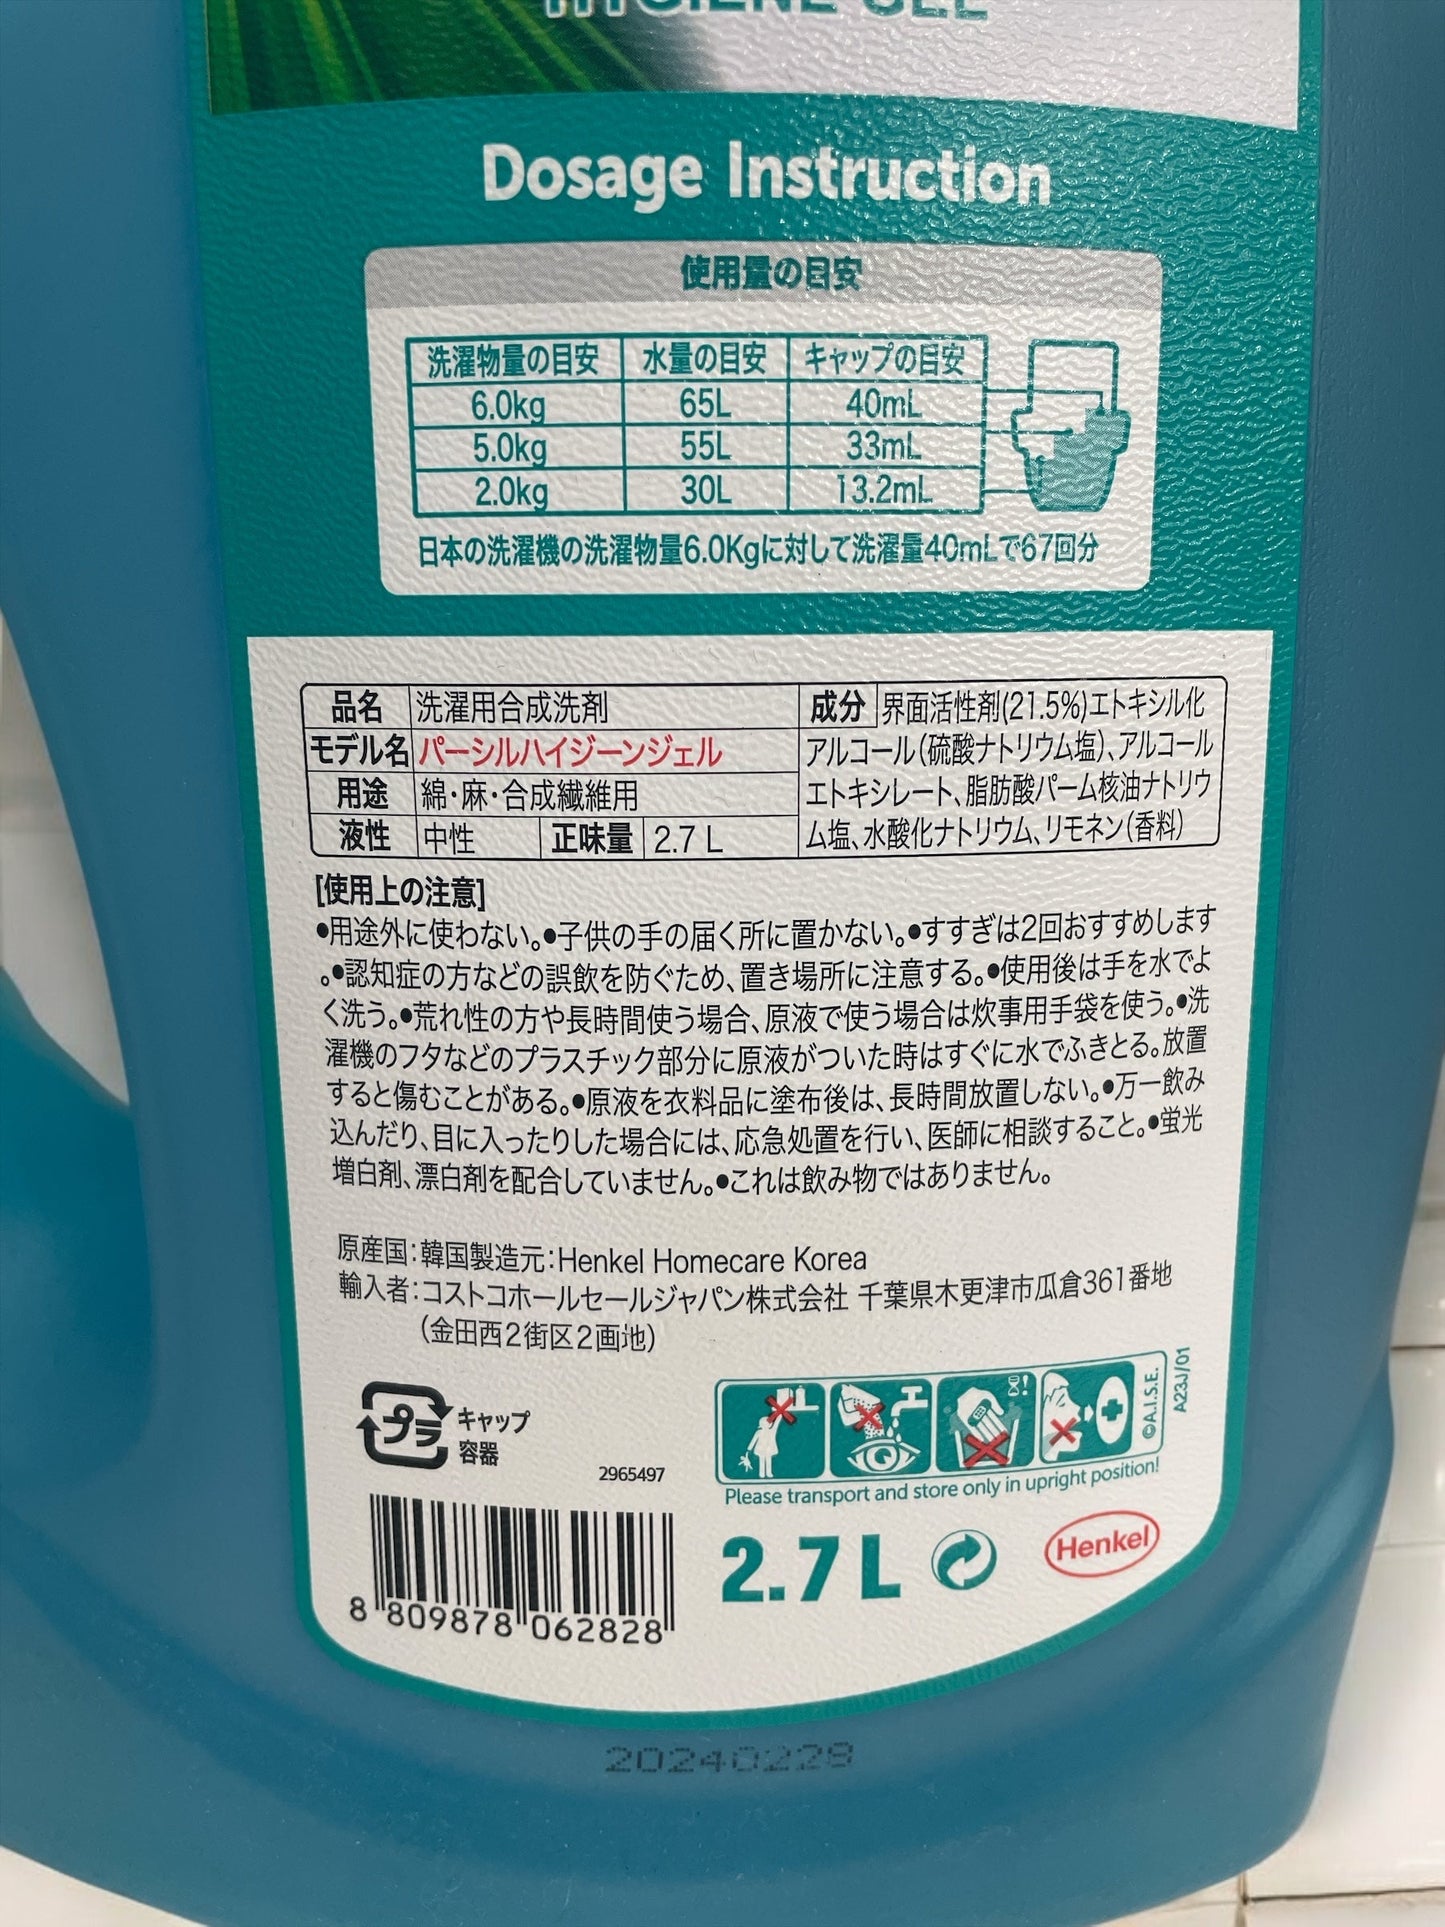 HYGIENE GEL
Dosage Instruction
使用量の目安
洗濯物量の目安 水量の目安 キャップの目安
6.0kg 65L 40mL
5.0kg 55L 33mL
2.0kg 30L 13.2mL
日本の洗濯機の洗濯物量6.0Kgに対して洗濯量40mLで67回分
品名 洗濯用合成洗剤
モデル名 パーシルハイジーンジェル
用途 綿・麻・合成繊維用
液性 中性 正味量 2.7 L
成分 界面活性剤(21.5%)エトキシル化
アルコール(硫酸ナトリウム塩)、アルコール
エトキシレート、脂肪酸パーム核油ナトリウ
ム塩、水酸化ナトリウム、リモネン(香料)
[使用上の注意]
●用途外に使わない。●子供の手の届く所に置かない。●すすぎは2回おすすめします
。●認知症の方などの誤飲を防ぐため、置き場所に注意する。●使用後は手を水でよ
く洗う。●荒れ性の方や長時間使う場合、原液で使う場合は炊事用手袋を使う。●洗
濯機のフタなどのプラスチック部分に原液がついた時はすぐに水でふきとる。放置
すると傷むことがある。●原液を衣料品に塗布後は、長時間放置しない。●万一飲み
込んだり、目に入ったりした場合には、応急処置を行い、医師に相談すること。●蛍光
増白剤、漂白剤を配合していません。●これは飲み物ではありません。
原産国:韓国製造元:Henkel Homecare Korea
輸入者:コストコホールセールジャパン株式会社 千葉県木更津市瓜倉361番地
(金田西2街区2画地)
プラ キャップ
容器
2965497
©A.I.S.E.
A23J/01
Please transport and store only in upright position!
8 809878 062828
2.7 L
Henkel
20240228